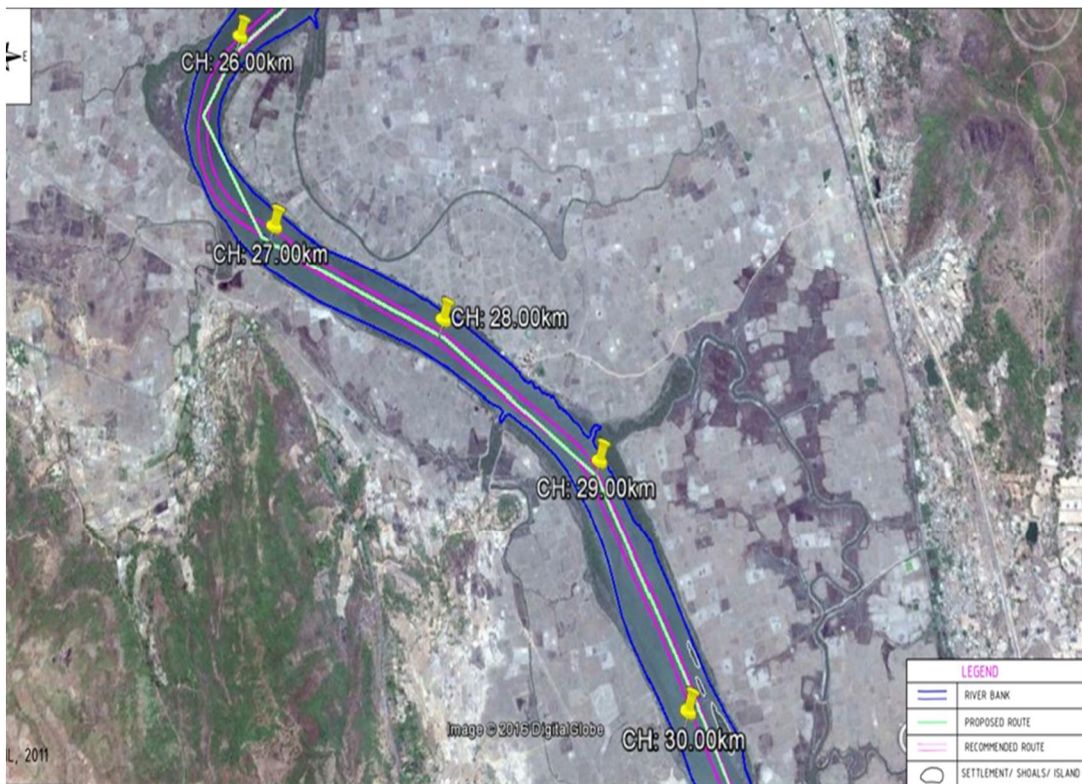 E
CH: 26.00km
CH: 27.00km
CH: 28.00km
CH: 29.00km
CH: 30.00km
Image © 2016 DigitalGlobe
L, 2011
LEGEND
RIVER BANK
PROPOSED ROUTE
RECOMMENDED ROUTE
SETTLEMENT/ SHOALS/ ISLAND